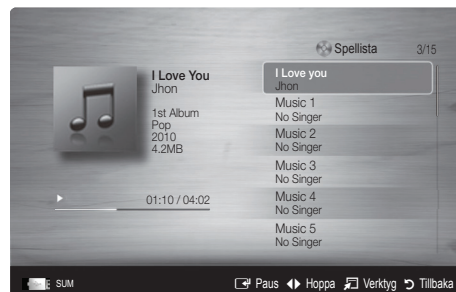 Spellista 3/15
I Love You
Jhon
1st Album
Pop
2010
4.2MB
01:10 / 04:02
I Love you
Jhon
Music 1
No Singer
Music 2
No Singer
Music 3
No Singer
Music 4
No Singer
Music 5
No Singer
SUM Paus Hoppa Verktyg Tillbaka